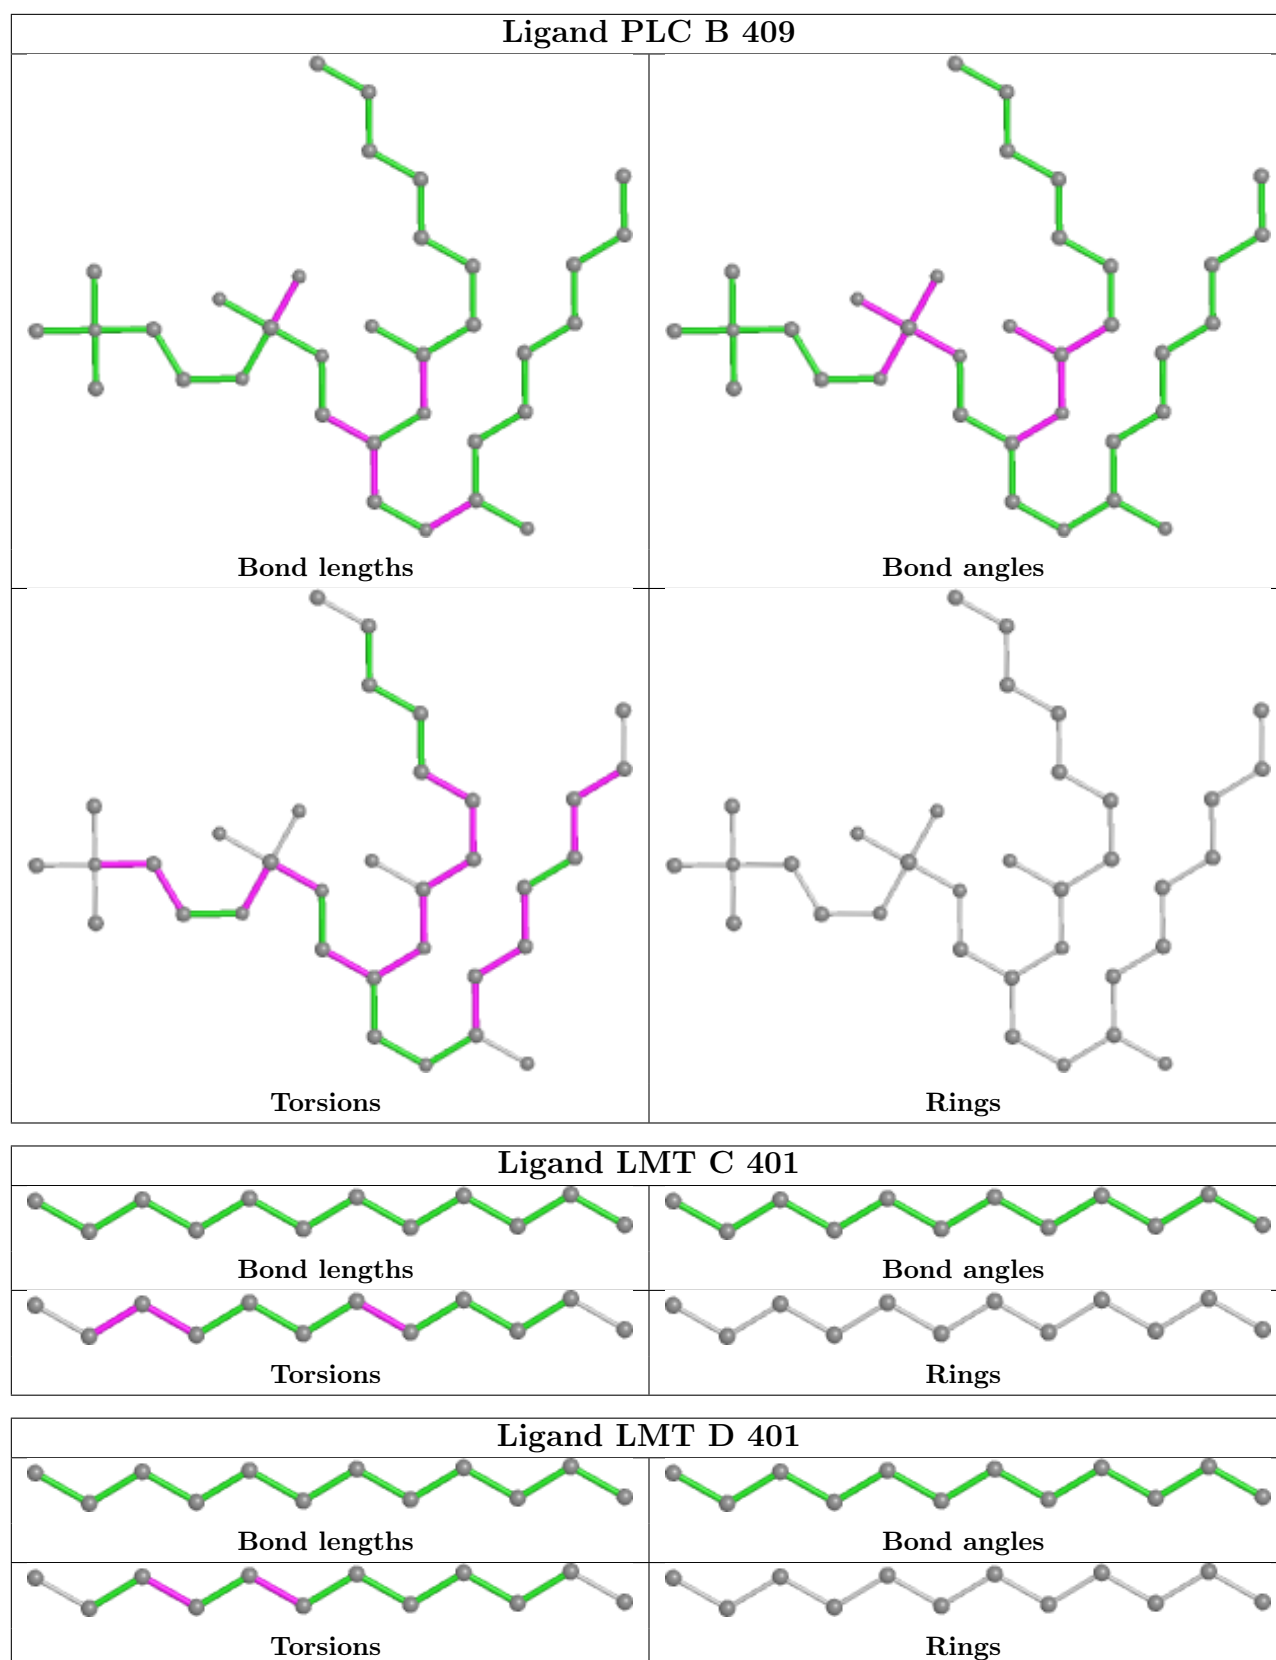 Ligand PLC B 409
Bond lengths
Bond angles
Torsions
Rings
Ligand LMT C 401
Bond lengths
Bond angles
Torsions
Rings
Ligand LMT D 401
Bond lengths
Bond angles
Torsions
Rings